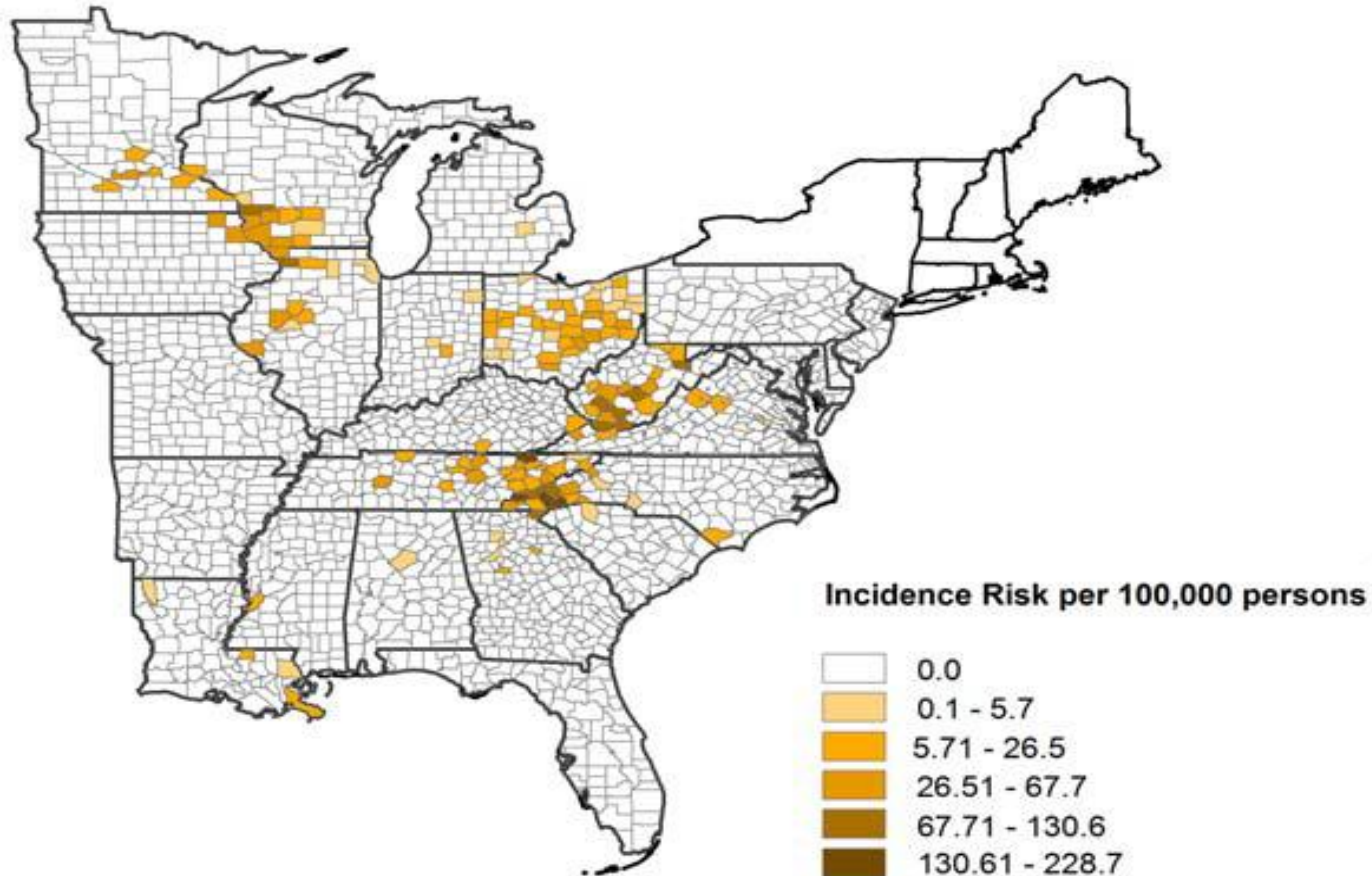 Incidence Risk per 100,000 persons
0.0
0.1 - 5.7
5.71 - 26.5
26.51 - 67.7
67.71 - 130.6
130.61 - 228.7